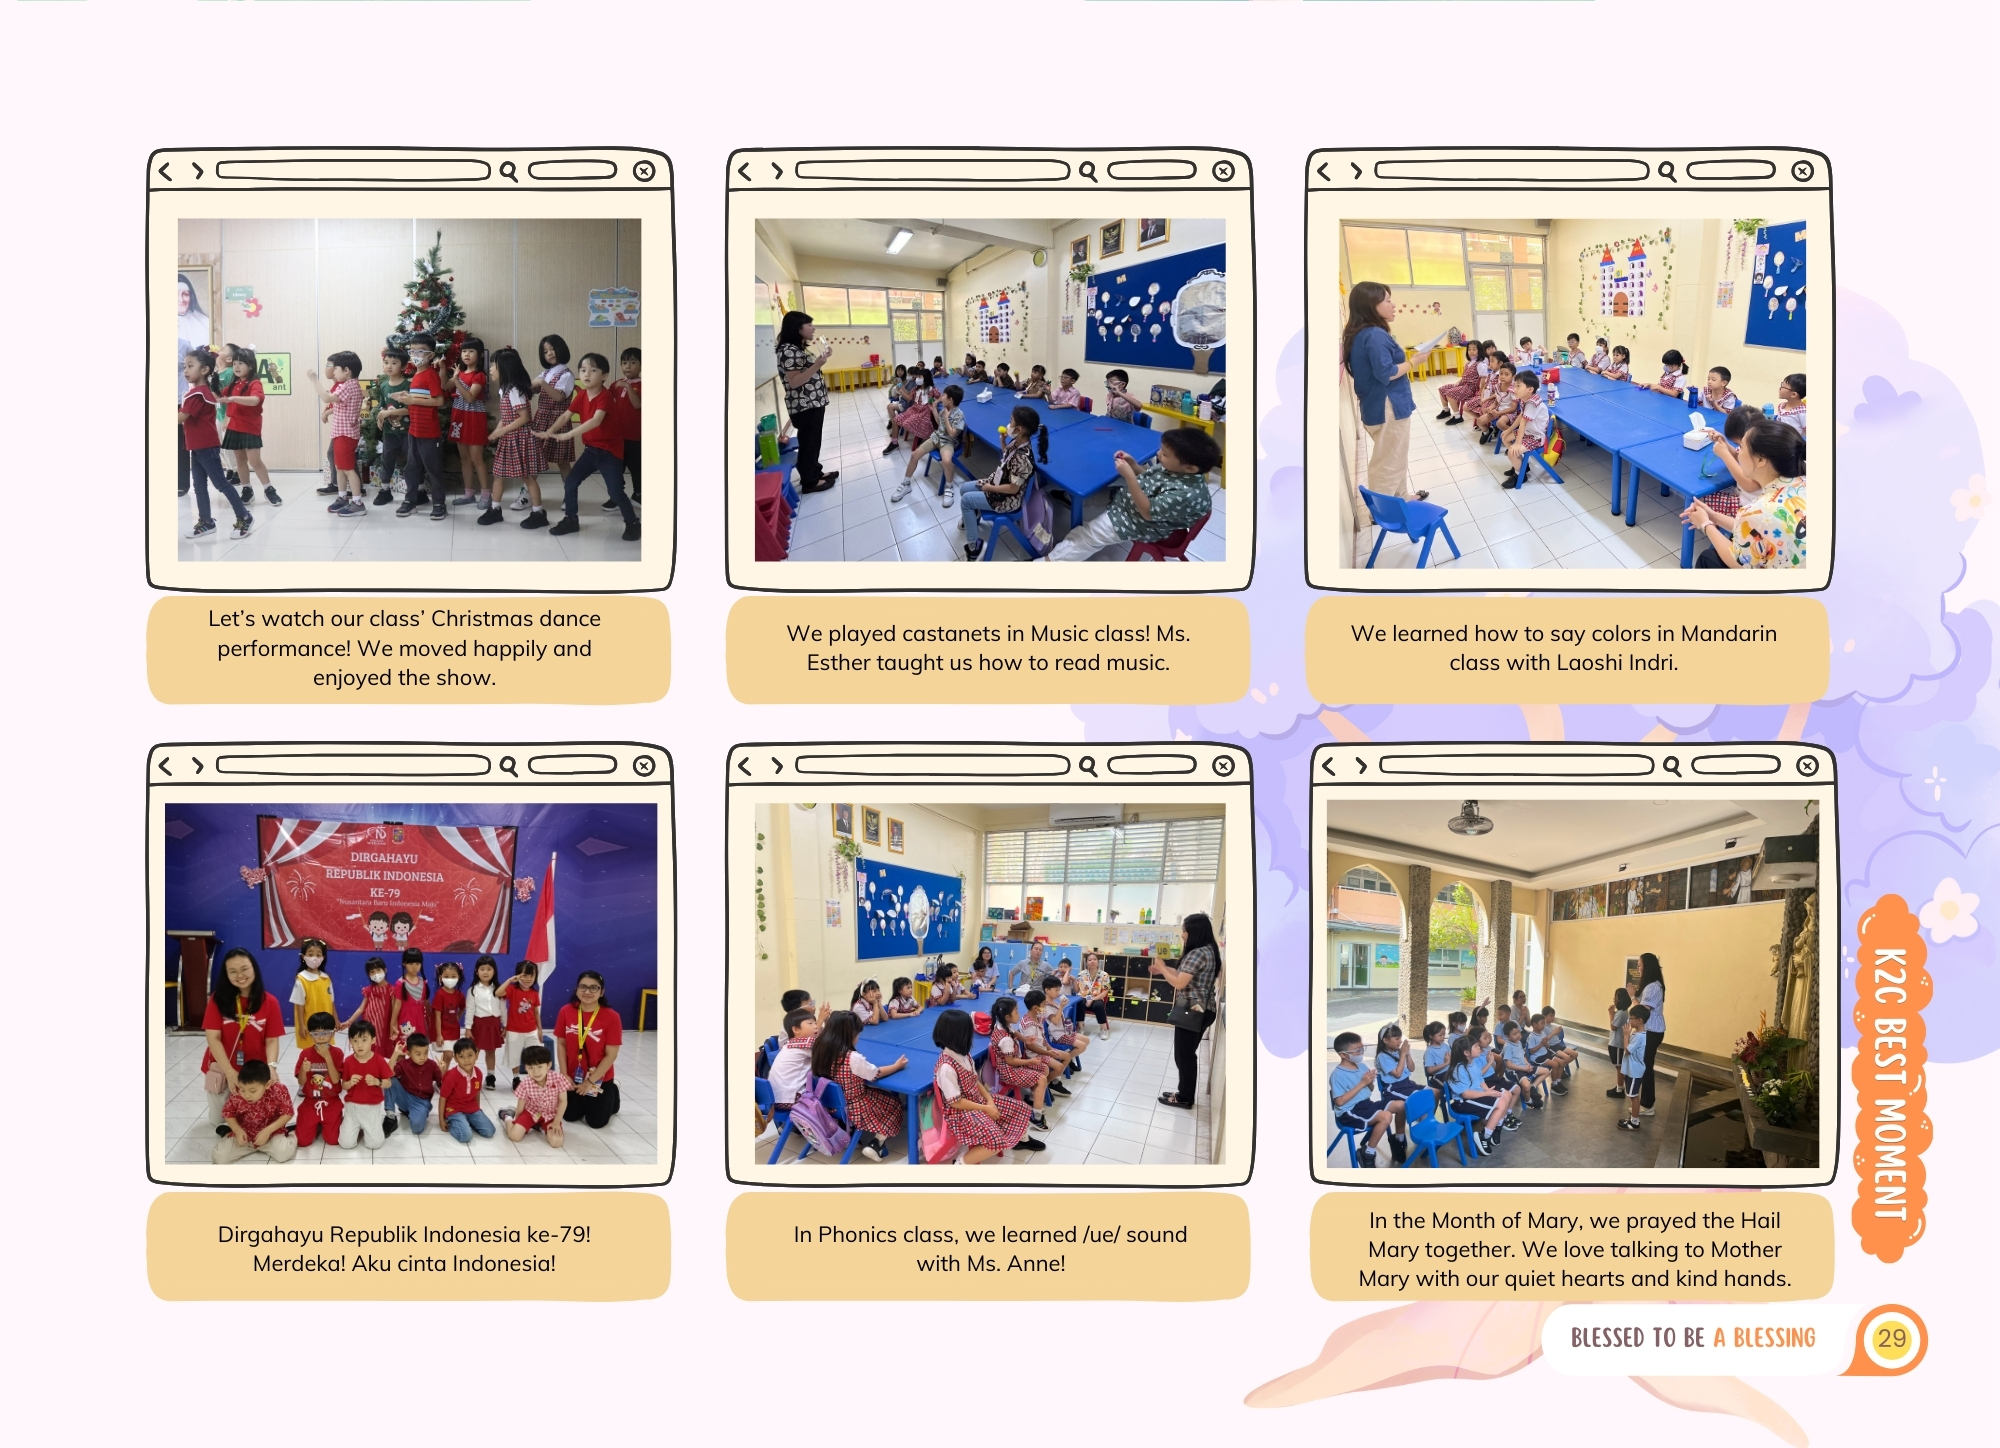 Let's watch our class' Christmas dance
performance! We moved happily and
enjoyed the show.
We played castanets in Music class! Ms.
Esther taught us how to read music.
We learned how to say colors in Mandarin
class with Laoshi Indri.
ant
DIRGAHAYU
REPUBLIK INDONESIA
KE-79
"Nusantara Baru Indonesia Maju"
Dirgahayu Republik Indonesia ke-79!
Merdeka! Aku cinta Indonesia!
In Phonics class, we learned /ue/ sound
with Ms. Anne!
In the Month of Mary, we prayed the Hail
Mary together. We love talking to Mother
Mary with our quiet hearts and kind hands.
K2C BEST MOMENT
BLESSED TO BE A BLESSING
29